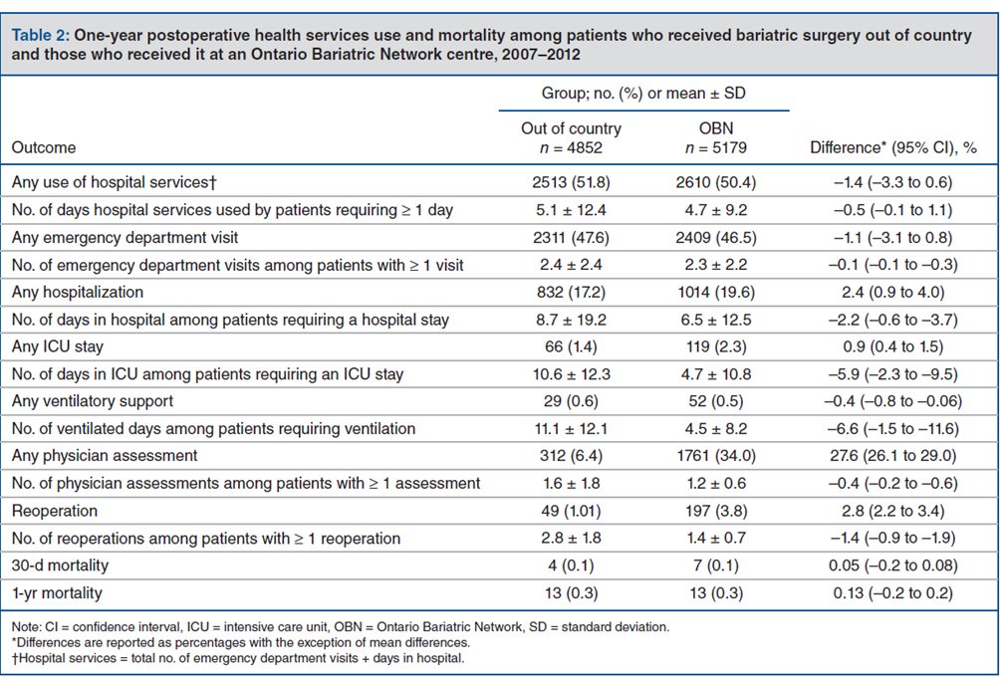 Table 2: One-year postoperative health services use and mortality among patients who received bariatric surgery out of country
and those who received it at an Ontario Bariatric Network centre, 2007–2012
Group; no. (%) or mean ± SD
Out of country OBN
Outcome n = 4852 n = 5179 Difference* (95% CI), %
Any use of hospital services† 2513 (51.8) 2610 (50.4) –1.4 (–3.3 to 0.6)
No. of days hospital services used by patients requiring ≥ 1 day 5.1 ± 12.4 4.7 ± 9.2 –0.5 (–0.1 to 1.1)
Any emergency department visit 2311 (47.6) 2409 (46.5) –1.1 (–3.1 to 0.8)
No. of emergency department visits among patients with ≥ 1 visit 2.4 ± 2.4 2.3 ± 2.2 –0.1 (–0.1 to –0.3)
Any hospitalization 832 (17.2) 1014 (19.6) 2.4 (0.9 to 4.0)
No. of days in hospital among patients requiring a hospital stay 8.7 ± 19.2 6.5 ± 12.5 –2.2 (–0.6 to –3.7)
Any ICU stay 66 (1.4) 119 (2.3) 0.9 (0.4 to 1.5)
No. of days in ICU among patients requiring an ICU stay 10.6 ± 12.3 4.7 ± 10.8 –5.9 (–2.3 to –9.5)
Any ventilatory support 29 (0.6) 52 (0.5) –0.4 (–0.8 to –0.06)
No. of ventilated days among patients requiring ventilation 11.1 ± 12.1 4.5 ± 8.2 –6.6 (–1.5 to –11.6)
Any physician assessment 312 (6.4) 1761 (34.0) 27.6 (26.1 to 29.0)
No. of physician assessments among patients with ≥ 1 assessment 1.6 ± 1.8 1.2 ± 0.6 –0.4 (–0.2 to –0.6)
Reoperation 49 (1.01) 197 (3.8) 2.8 (2.2 to 3.4)
No. of reoperations among patients with ≥ 1 reoperation 2.8 ± 1.8 1.4 ± 0.7 –1.4 (–0.9 to –1.9)
30-d mortality 4 (0.1) 7 (0.1) 0.05 (–0.2 to 0.08)
1-yr mortality 13 (0.3) 13 (0.3) 0.13 (–0.2 to 0.2)
Note: CI = confidence interval, ICU = intensive care unit, OBN = Ontario Bariatric Network, SD = standard deviation.
*Differences are reported as percentages with the exception of mean differences.
†Hospital services = total no. of emergency department visits + days in hospital.